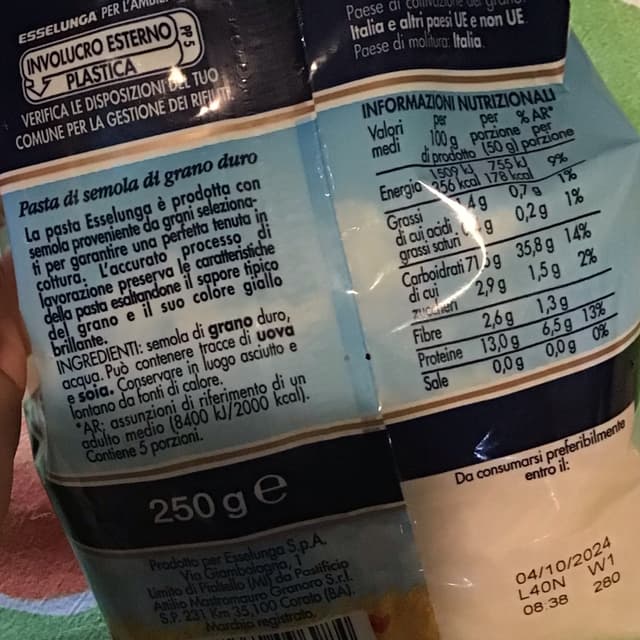 ESSELUNGA PER L'AMBIENTE
INVOLUCRO ESTERNO
PP 5
PLASTICA
VERIFICA LE DISPOSIZIONI DEL TUO
COMUNE PER LA GESTIONE DEI RIFIUTI
Pasta di semola di grano duro
La pasta Esselunga è prodotta con
semola proveniente da grani seleziona-
ti per garantire una perfetta tenuta in
cottura. L'accurato processo di
lavorazione preserva le caratteristiche
della pasta esaltandone il sapore tipico
del grano e il suo colore giallo
brillante.
INGREDIENTI: semola di grano duro,
acqua. Può contenere tracce di uova
e soia. Conservare in luogo asciutto e
lontano da fonti di calore.
*AR: assunzioni di riferimento di un
adulto medio (8400 kJ/2000 kcal).
Contiene 5 porzioni.
250 g e
Prodotto per Esselunga S.p.A.
Via Giambologna, 1
Limito di Pioltello (MI) da Pastificio
Attilio Mastromauro Granoro S.r.l.
S.P. 231 Km 35,100 Corato (BA).
Marchio registrato.
Paese di coltivazione del grano:
Italia e altri paesi UE e non UE
Paese di molitura: Italia
INFORMAZIONI NUTRIZIONALI
Valori medi per 100 g di prodotto per porzione (50 g) % AR* per porzione
Energia 1509 kJ 356 kcal 755 kJ 178 kcal 9%
Grassi 4 g 0,7 g 1%
di cui acidi grassi saturi g 0,2 g 1%
Carboidrati 71 5 g 35,8 g 14%
di cui zuccheri 2,9 g 1,5 g 2%
Fibre 2,6 g 1,3 g
Proteine 13,0 g 6,5 g 13%
Sale 0,0 g 0,0 g 0%
Da consumarsi preferibilmente
entro il:
04/10/2024
L40N W1
08:38 280